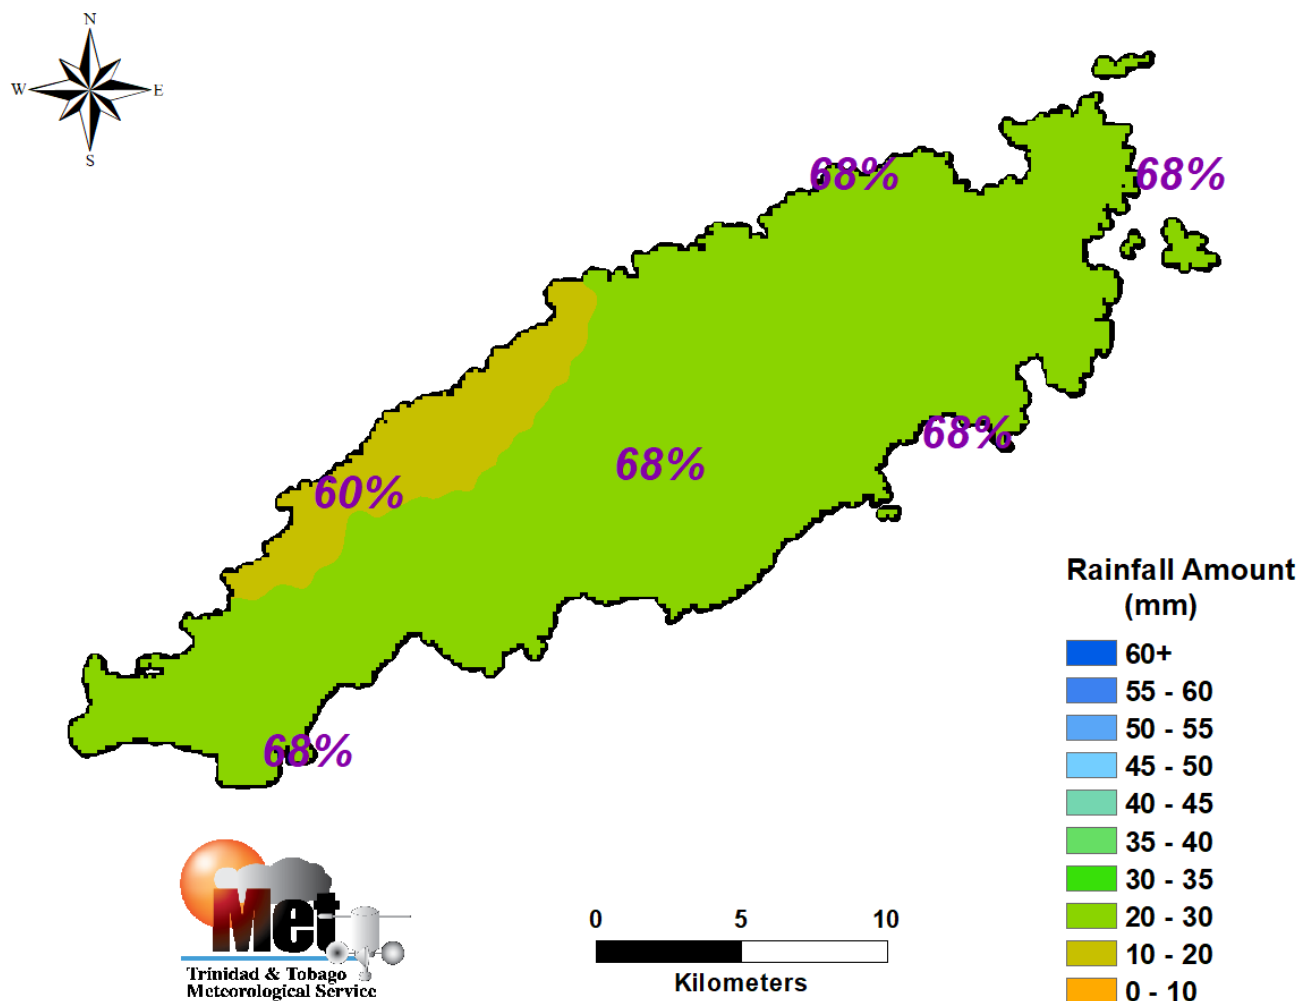 N
W
E
S
68%
68%
68%
68%
60%
68%
Rainfall Amount
(mm)
60+
55 - 60
50 - 55
45 - 50
40 - 45
35 - 40
30 - 35
20 - 30
10 - 20
0 - 10
0 5 10
Kilometers
Met
Trinidad & Tobago
Meteorological Service